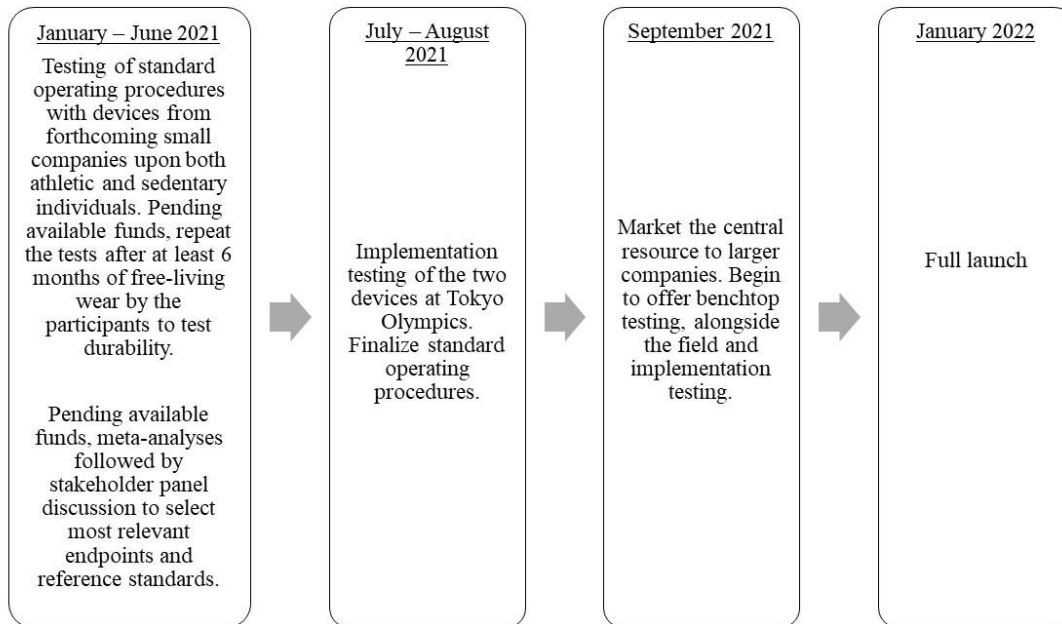 January – June 2021
Testing of standard
operating procedures
with devices from
forthcoming small
companies upon both
athletic and sedentary
individuals. Pending
available funds, repeat
the tests after at least 6
months of free-living
wear by the
participants to test
durability.
Pending available
funds, meta-analyses
followed by
stakeholder panel
discussion to select
most relevant
endpoints and
reference standards.
July – August
2021
Implementation
testing of the two
devices at Tokyo
Olympics.
Finalize standard
operating
procedures.
September 2021
Market the central
resource to larger
companies. Begin
to offer benchtop
testing, alongside
the field and
implementation
testing.
January 2022
Full launch